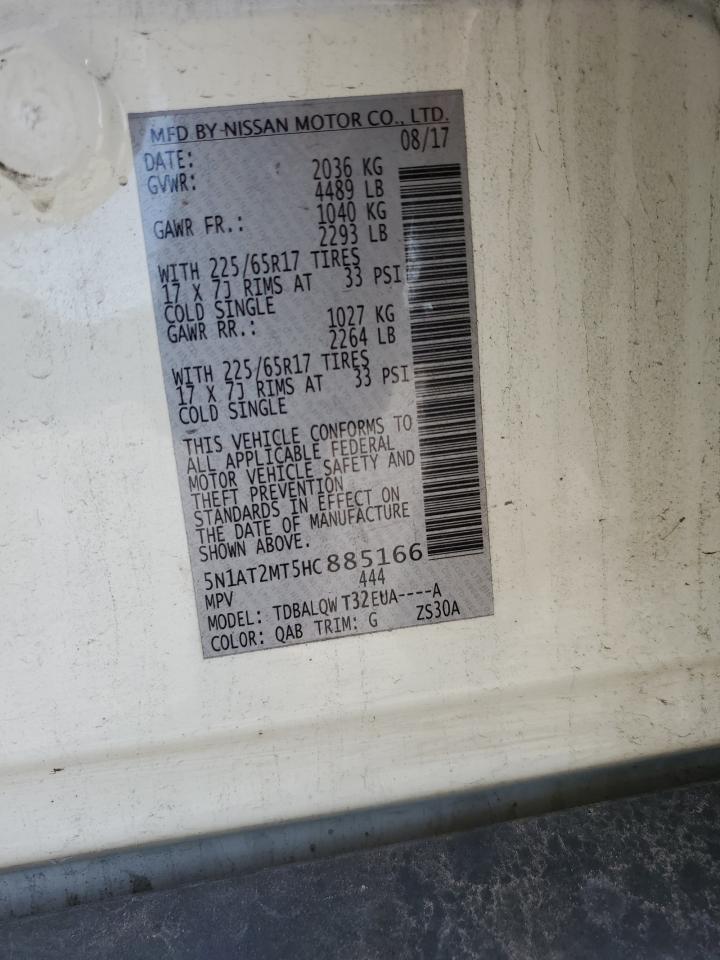 MFD BY NISSAN MOTOR CO., LTD.
DATE: 08/17
GVWR: 2036 KG
4489 LB
GAWR FR.: 1040 KG
2293 LB
WITH 225/65R17 TIRES
17 X 7J RIMS AT 33 PSI
COLD SINGLE
GAWR RR.: 1027 KG
2264 LB
WITH 225/65R17 TIRES
17 X 7J RIMS AT 33 PSI
COLD SINGLE
THIS VEHICLE CONFORMS TO
ALL APPLICABLE FEDERAL
MOTOR VEHICLE SAFETY AND
THEFT PREVENTION
STANDARDS IN EFFECT ON
THE DATE OF MANUFACTURE
SHOWN ABOVE.
5N1AT2MT5HC885166
MPV 444
MODEL: TDBALQWT32EUA----A
COLOR: QAB TRIM: G ZS30A